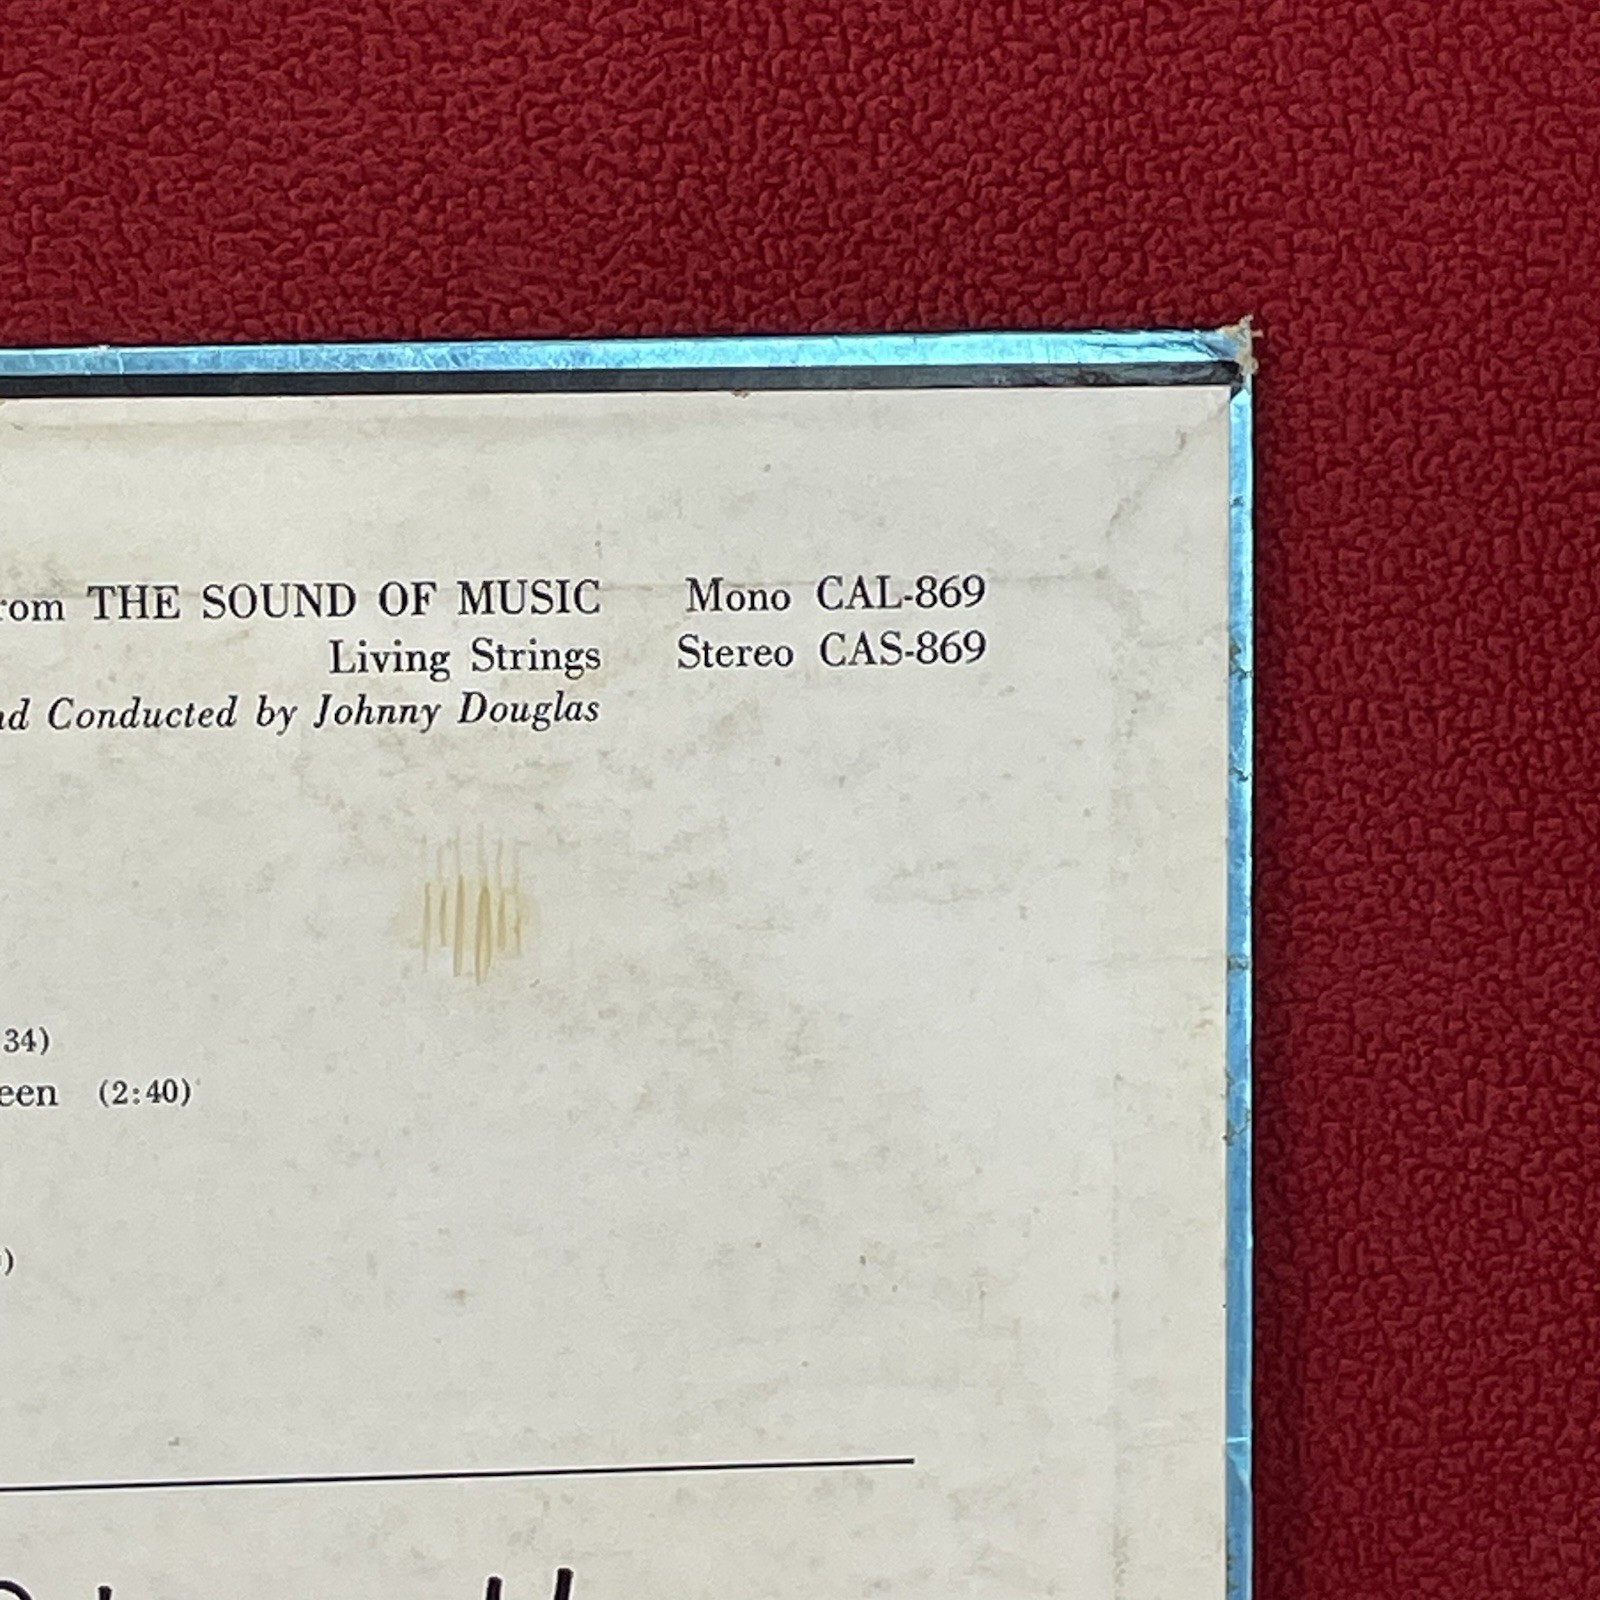 rom THE SOUND OF MUSIC Mono CAL-869
Living Strings Stereo CAS-869
nd Conducted by Johnny Douglas
34)
een (2:40)
)